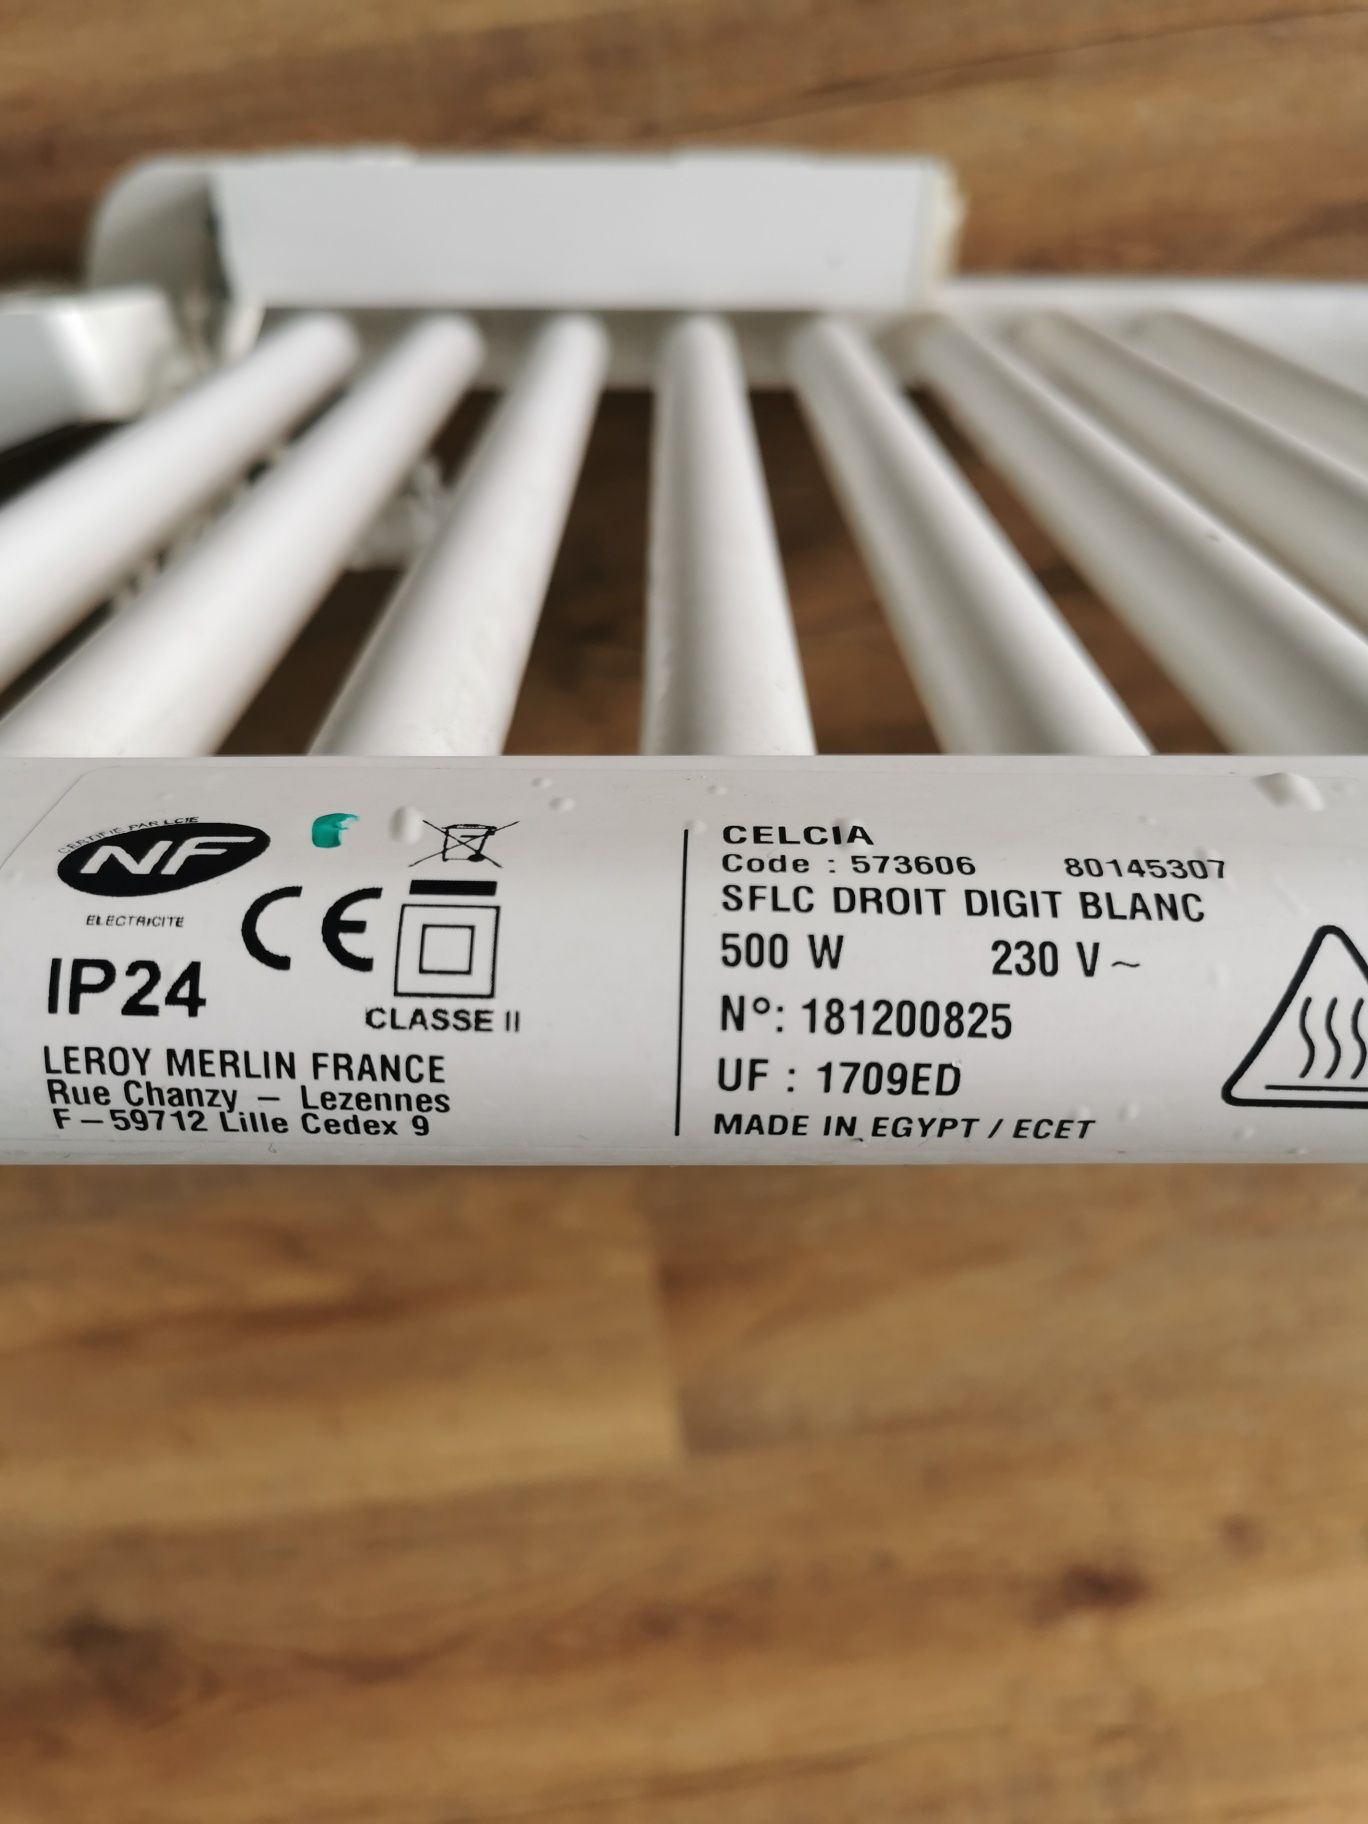 CERTIFIE PAR LCIE
NF
ELECTRICITE
CE
IP24
CLASSE II
LEROY MERLIN FRANCE
Rue Chanzy – Lezennes
F – 59712 Lille Cedex 9
CELCIA
Code : 573606 80145307
SFLC DROIT DIGIT BLANC
500 W 230 V ~
N°: 181200825
UF : 1709ED
MADE IN EGYPT / ECET